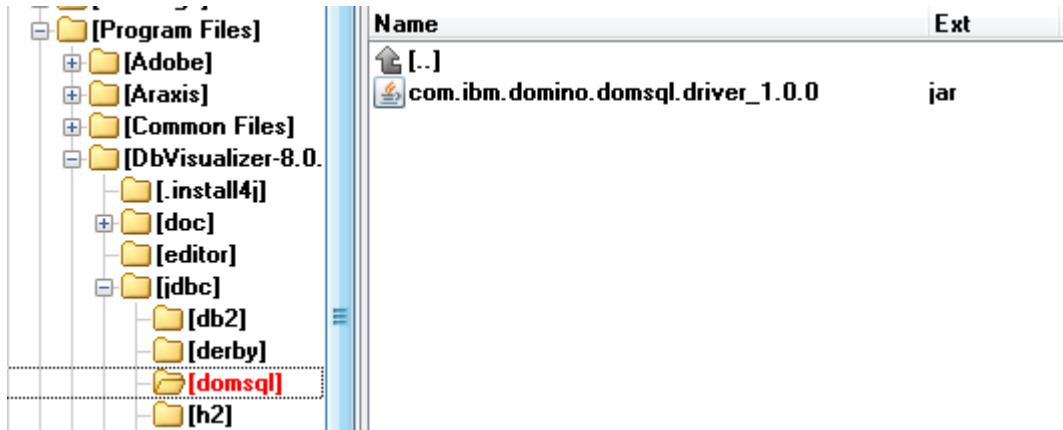 [Program Files]
[Adobe]
[Araxis]
[Common Files]
[DbVisualizer-8.0.
[.install4j]
[doc]
[editor]
[jdbc]
[db2]
[derby]
[domsql]
[h2]
Name Ext
[..]
com.ibm.domino.domsql.driver_1.0.0 jar